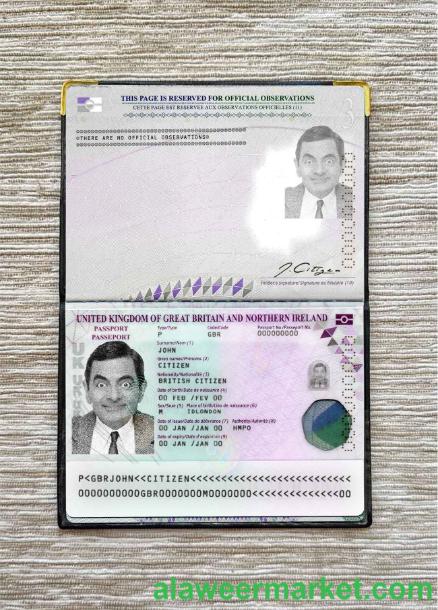 THIS PAGE IS RESERVED FOR OFFICIAL OBSERVATIONS
CETTE PAGE EST RESERVEE AUX OBSERVATIONS OFFICIELLES (11)
THERE ARE NO OFFICIAL OBSERVATIONS
J. Citizen
Holder's signature/Signature du titulaire (10)
UNITED KINGDOM OF GREAT BRITAIN AND NORTHERN IRELAND
PASSPORT Type/Type Code/Code Passport No./Passeport No.
PASSEPORT P GBR 000000000
Surname/Nom (1)
JOHN
Given names/Prénoms (2)
CITIZEN
Nationality/Nationalité (3)
BRITISH CITIZEN
Date of birth/Date de naissance (4)
00 FEB /FEV 00
Sex/Sexe (5) Place of birth/Lieu de naissance (6)
M IDLONDON
Date of issue/Date de délivrance (7) Authority/Autorité (8)
00 JAN /JAN 00 HMPO
Date of expiry/Date d'expiration (9)
00 JAN /JAN 00
P<GBRJOHN<<CITIZEN<<<<<<<<<<<<<<<<<<<<<<<<<<
0000000000GBR0000000M0000000<<<<<<<<<<<<<<00
alaweermarket.com